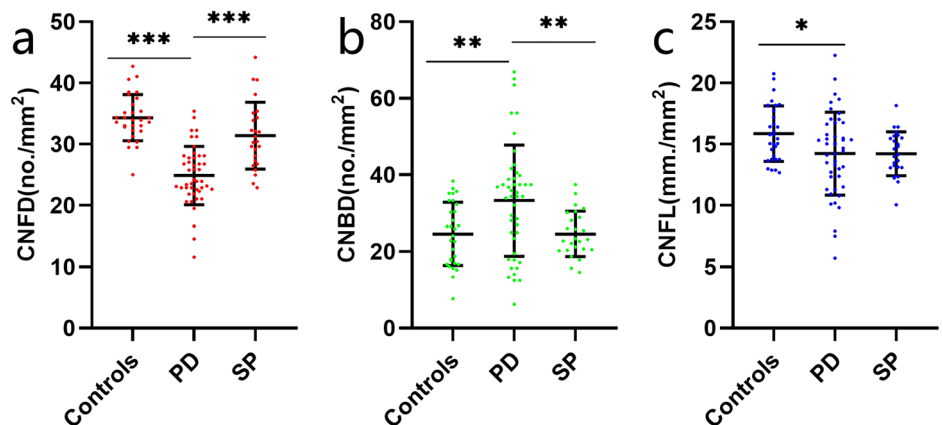 a
CNFD(no./mm²)
50
40
30
20
10
0
***
***
Controls
PD
SP
b
CNBD(no./mm²)
80
60
40
20
0
**
**
Controls
PD
SP
c
CNFL(mm./mm²)
25
20
15
10
5
0
*
Controls
PD
SP